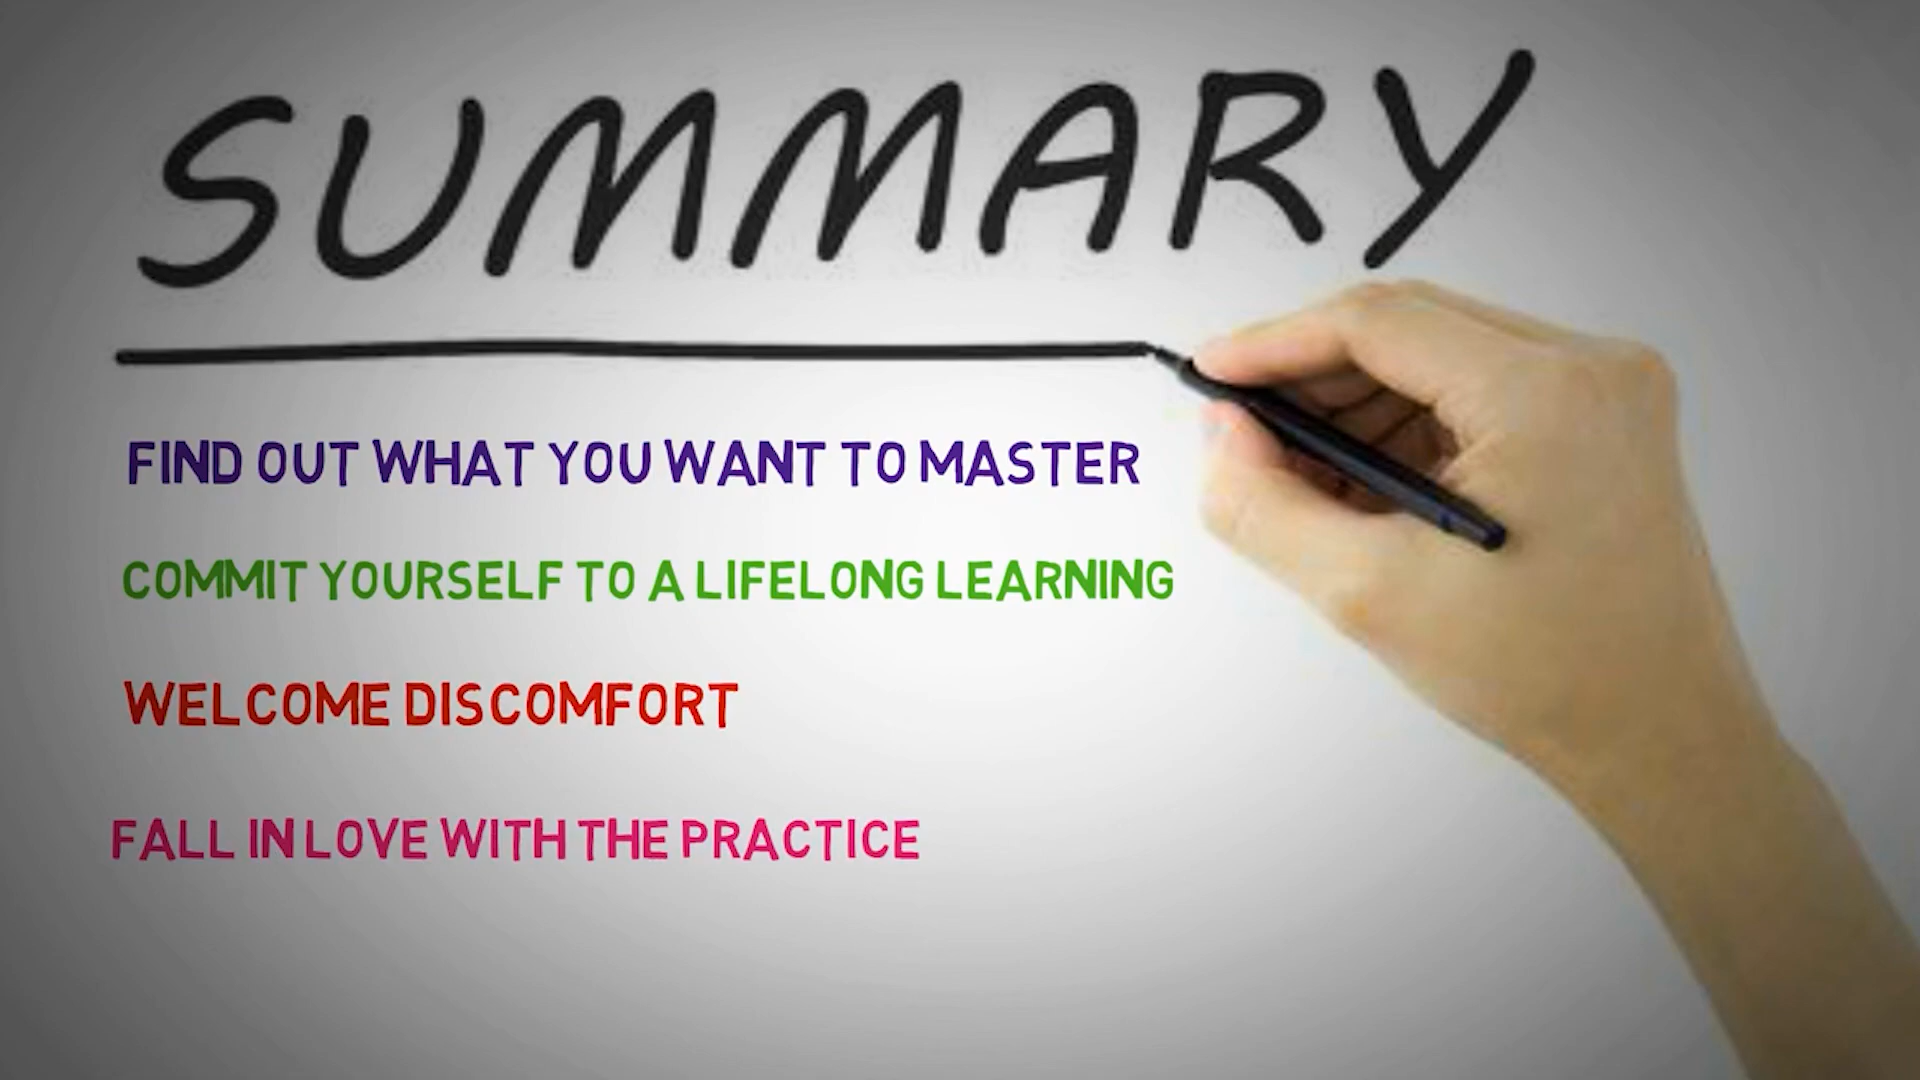 SUMMARY
FIND OUT WHAT YOU WANT TO MASTER
COMMIT YOURSELF TO A LIFELONG LEARNING
WELCOME DISCOMFORT
FALL IN LOVE WITH THE PRACTICE